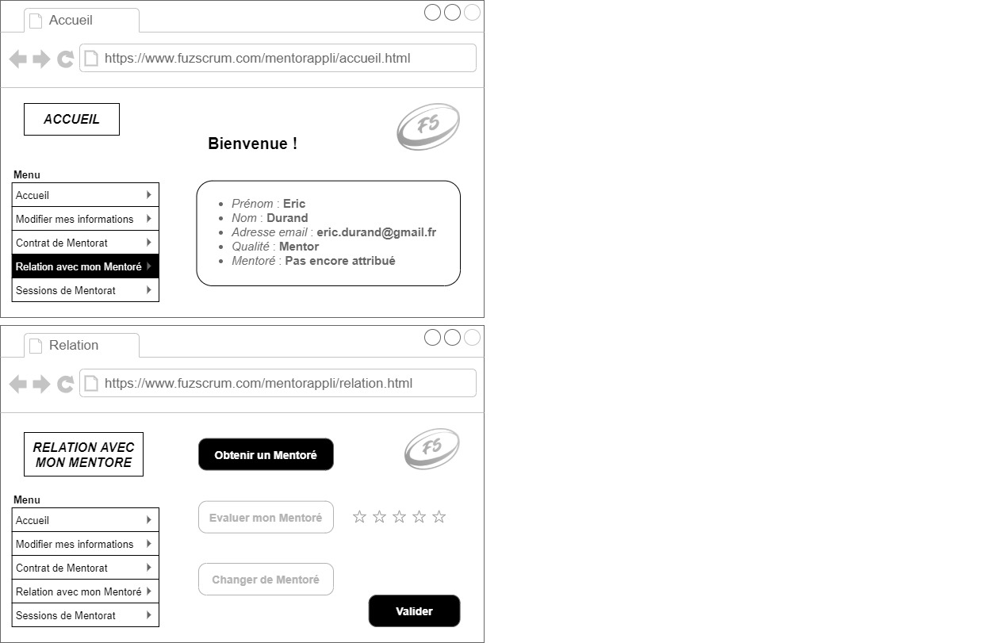 Accueil
https://www.fuzscrum.com/mentorappli/accueil.html
ACCUEIL
FS
Bienvenue !
Menu
Accueil
Modifier mes informations
Contrat de Mentorat
Relation avec mon Mentoré
Sessions de Mentorat
Prénom : Eric
Nom : Durand
Adresse email : eric.durand@gmail.fr
Qualité : Mentor
Mentoré : Pas encore attribué
Relation
https://www.fuzscrum.com/mentorappli/relation.html
RELATION AVEC
MON MENTORE
Obtenir un Mentoré
FS
Menu
Accueil
Modifier mes informations
Contrat de Mentorat
Relation avec mon Mentoré
Sessions de Mentorat
Evaluer mon Mentoré
Changer de Mentoré
Valider